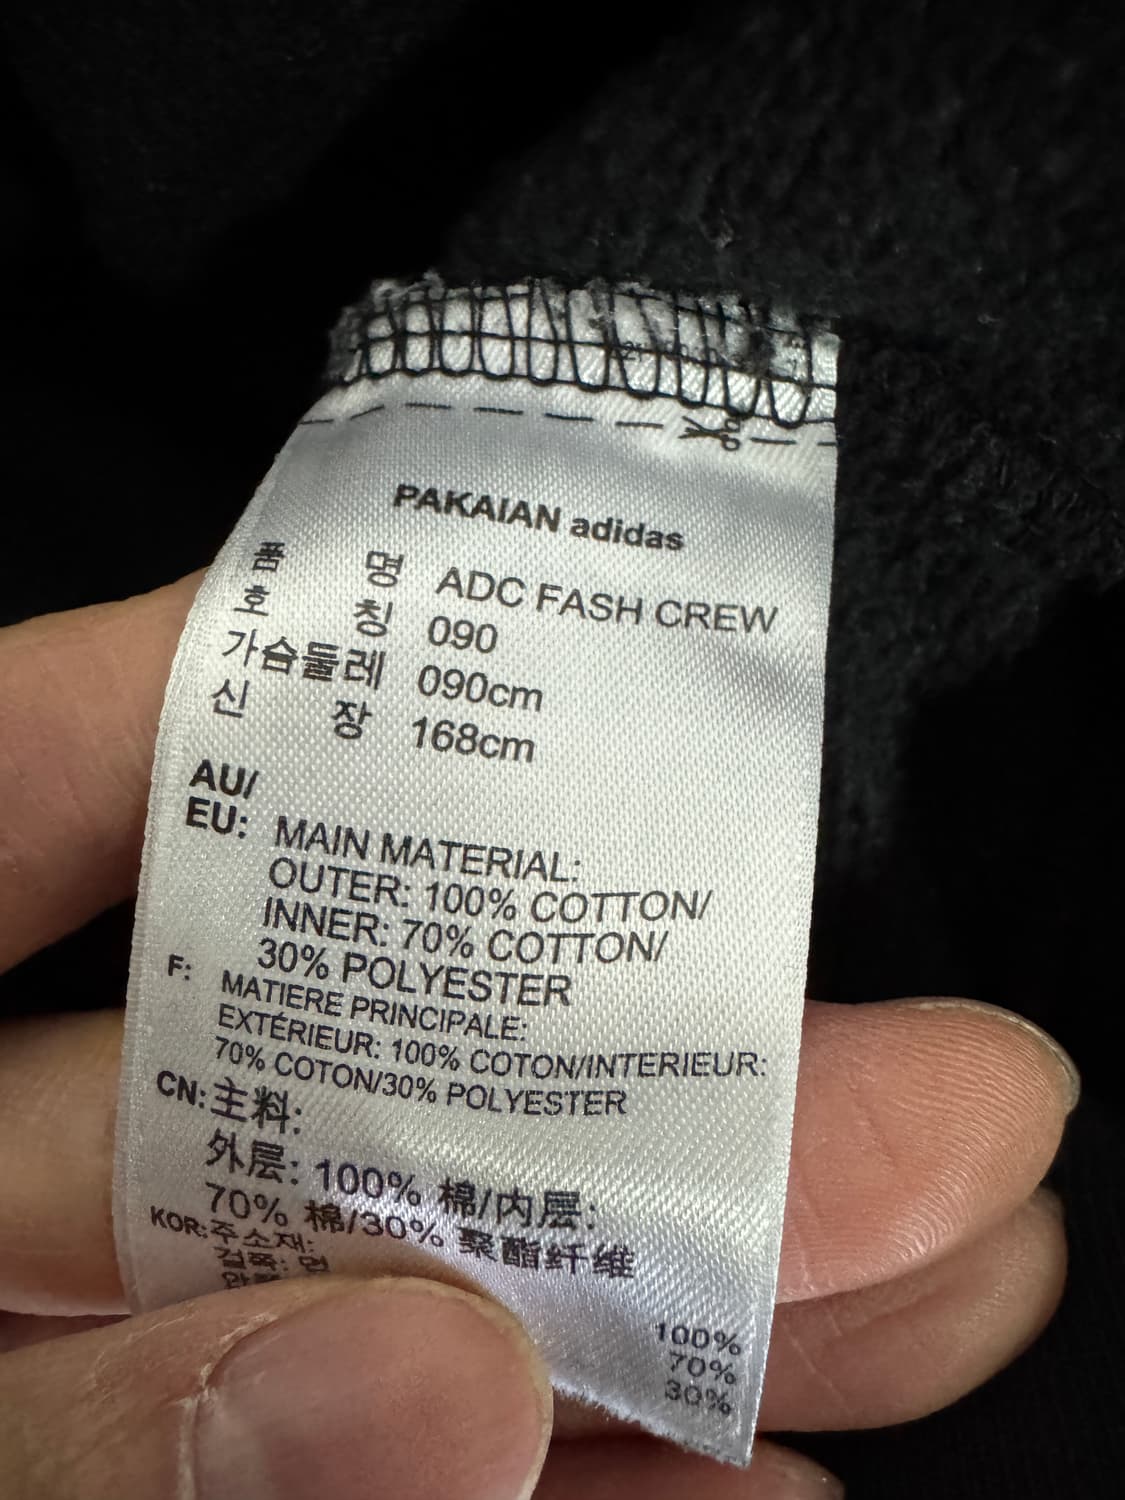 PAKAIAN adidas
품 명 ADC FASH CREW
호 칭 090
가슴둘레 090cm
신 장 168cm
AU/
EU: MAIN MATERIAL:
OUTER: 100% COTTON/
INNER: 70% COTTON/
30% POLYESTER
F: MATIERE PRINCIPALE:
EXTÉRIEUR: 100% COTON/INTERIEUR:
70% COTON/30% POLYESTER
CN: 主料:
外层: 100% 棉/内层:
70% 棉/30% 聚酯纤维
KOR: 주소재:
겉쪽: 면 100%
70%
30%